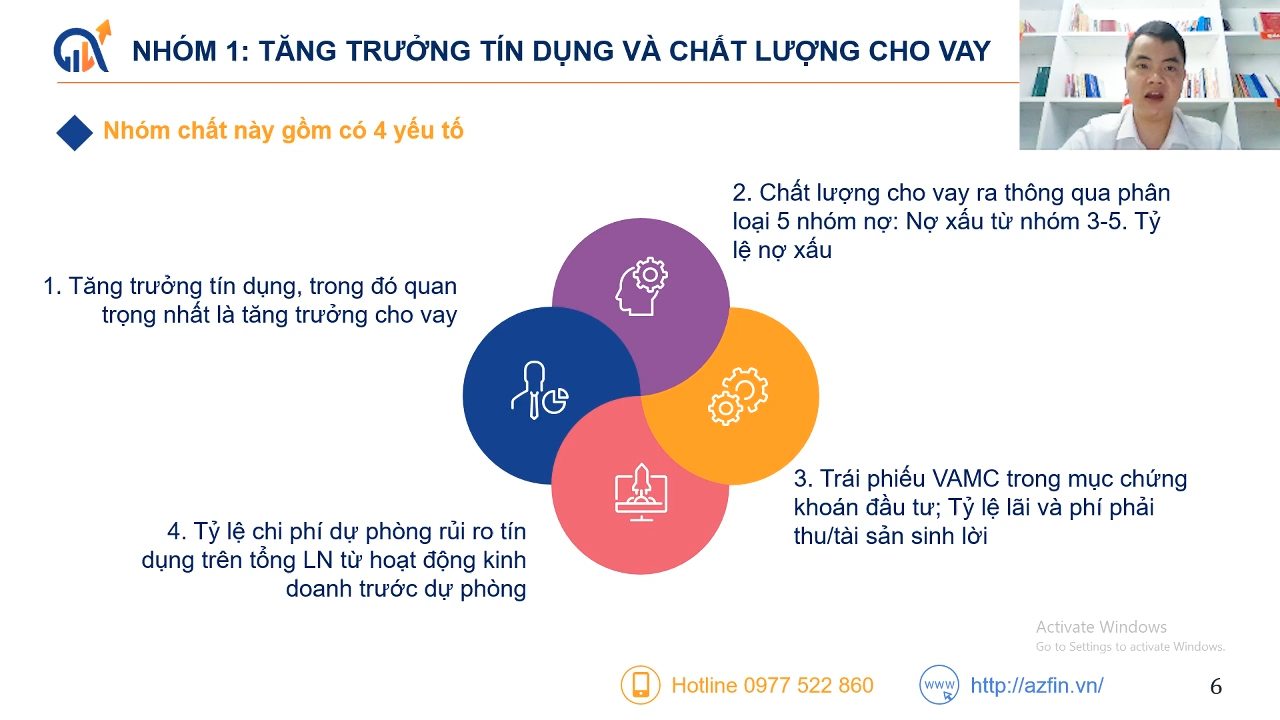 NHÓM 1: TĂNG TRƯỞNG TÍN DỤNG VÀ CHẤT LƯỢNG CHO VAY
Nhóm chất này gồm có 4 yếu tố
1. Tăng trưởng tín dụng, trong đó quan
trọng nhất là tăng trưởng cho vay
2. Chất lượng cho vay ra thông qua phân
loại 5 nhóm nợ: Nợ xấu từ nhóm 3-5. Tỷ
lệ nợ xấu
3. Trái phiếu VAMC trong mục chứng
khoán đầu tư; Tỷ lệ lãi và phí phải
thu/tài sản sinh lời
4. Tỷ lệ chi phí dự phòng rủi ro tín
dụng trên tổng LN từ hoạt động kinh
doanh trước dự phòng
Activate Windows
Go to Settings to activate Windows.
Hotline 0977 522 860
www
http://azfin.vn/
6